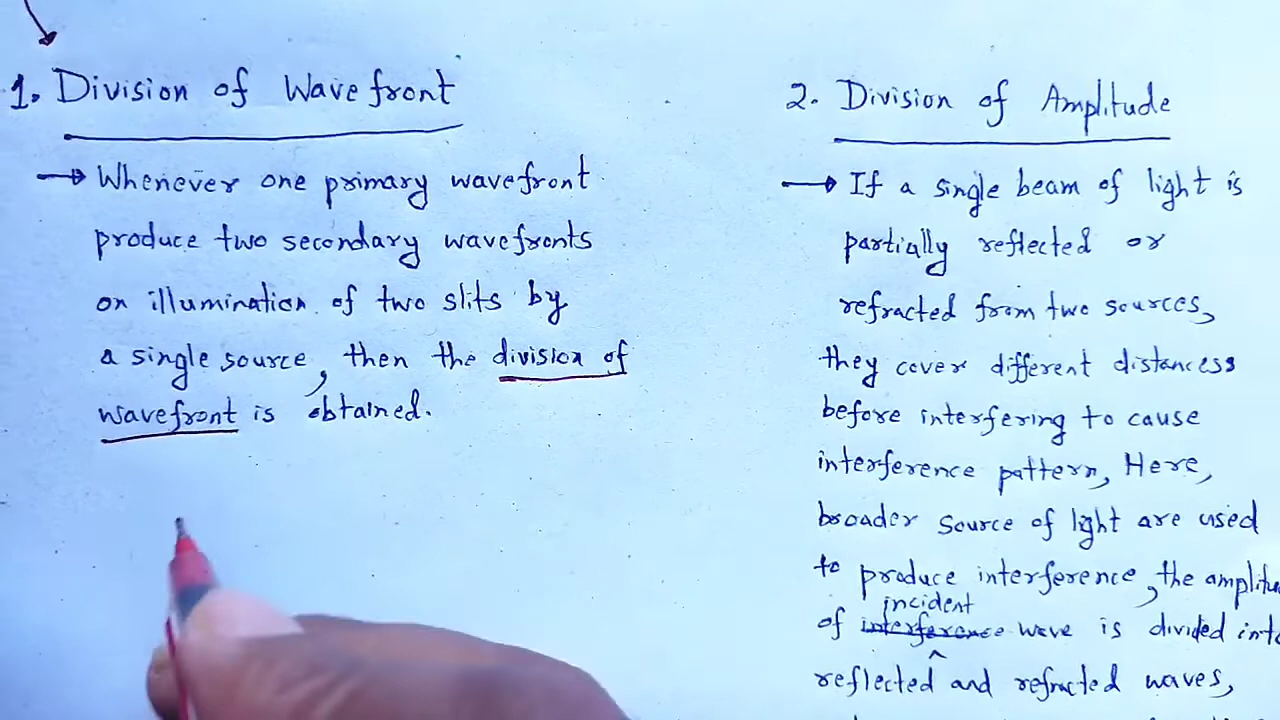 1. Division of Wavefront
→ Whenever one primary wavefront
produce two secondary wavefronts
on illumination of two slits by
a single source, then the division of
wavefront is obtained.
2. Division of Amplitude
→ If a single beam of light is
partially reflected or
refracted from two sources,
they cover different distancess
before interfering to cause
interference pattern, Here,
broader source of light are used
to produce interference, the amplitu
of incident wave is divided into
reflected and refracted waves,